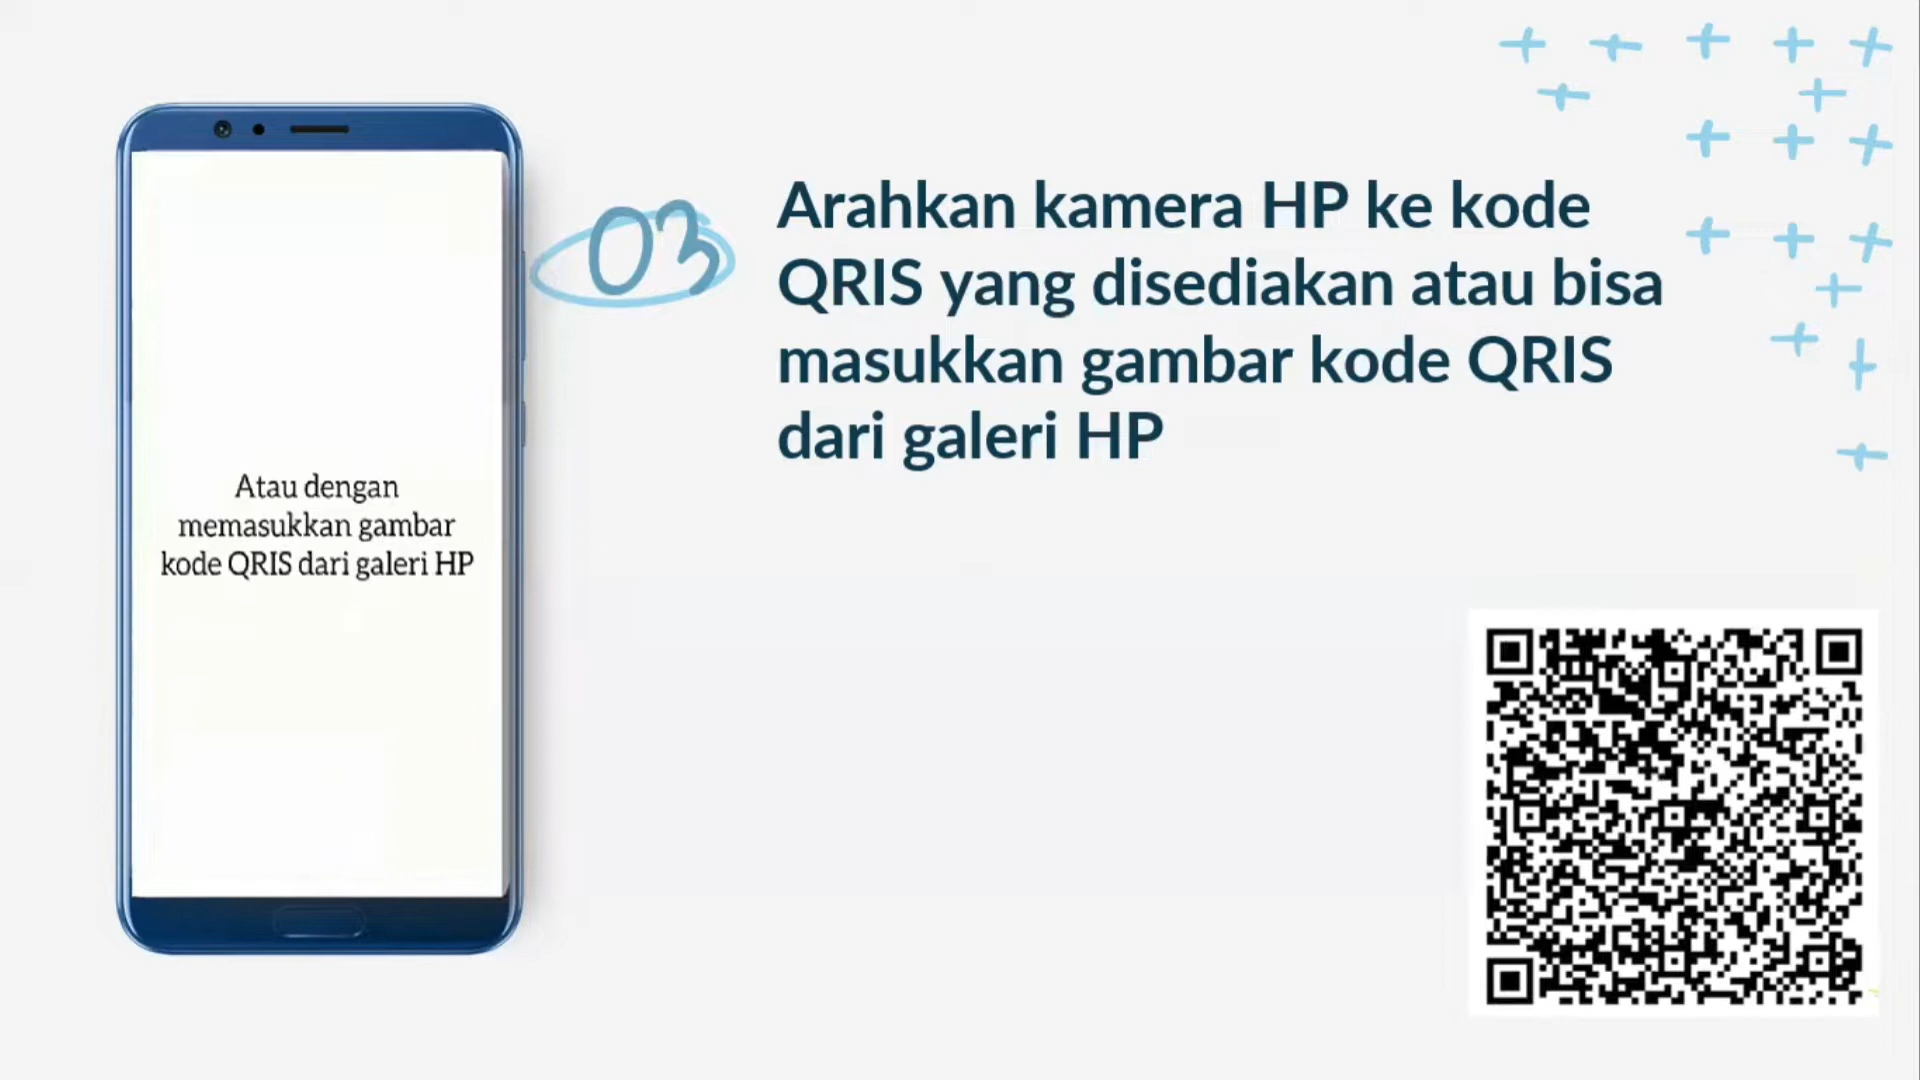 03
Arahkan kamera HP ke kode
QRIS yang disediakan atau bisa
masukkan gambar kode QRIS
dari galeri HP
Atau dengan
memasukkan gambar
kode QRIS dari galeri HP